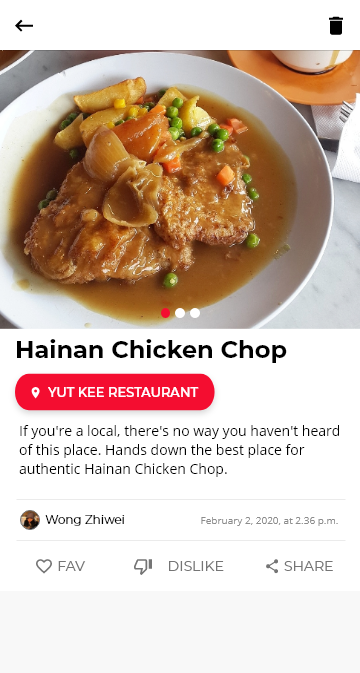 Hainan Chicken Chop
YUT KEE RESTAURANT
If you're a local, there's no way you haven't heard
of this place. Hands down the best place for
authentic Hainan Chicken Chop.
Wong Zhiwei
February 2, 2020, at 2.36 p.m.
FAV
DISLIKE
SHARE